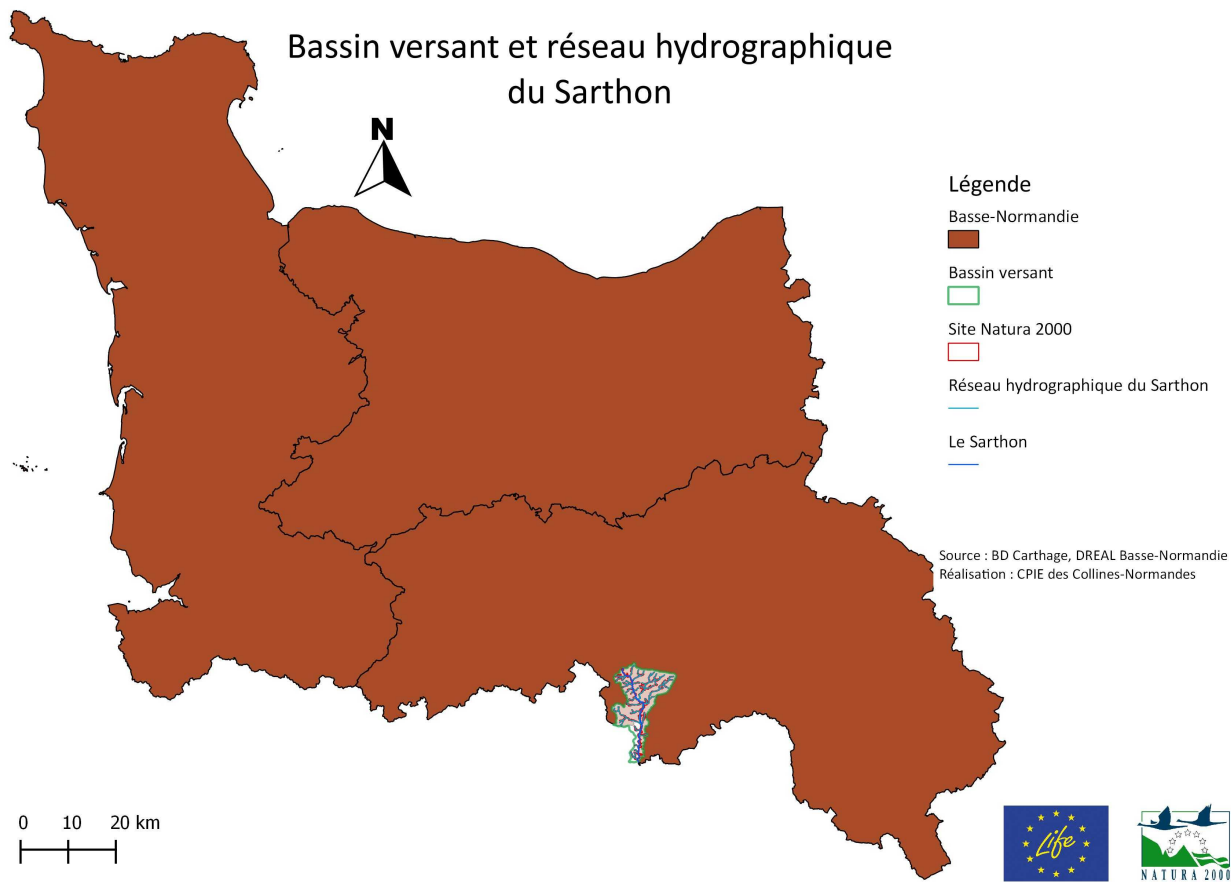 Bassin versant et réseau hydrographique
du Sarthon
N
Légende
Basse-Normandie
Bassin versant
Site Natura 2000
Réseau hydrographique du Sarthon
Le Sarthon
Source : BD Carthage, DREAL Basse-Normandie
Réalisation : CPIE des Collines-Normandes
0 10 20 km
Life
NATURA 2000